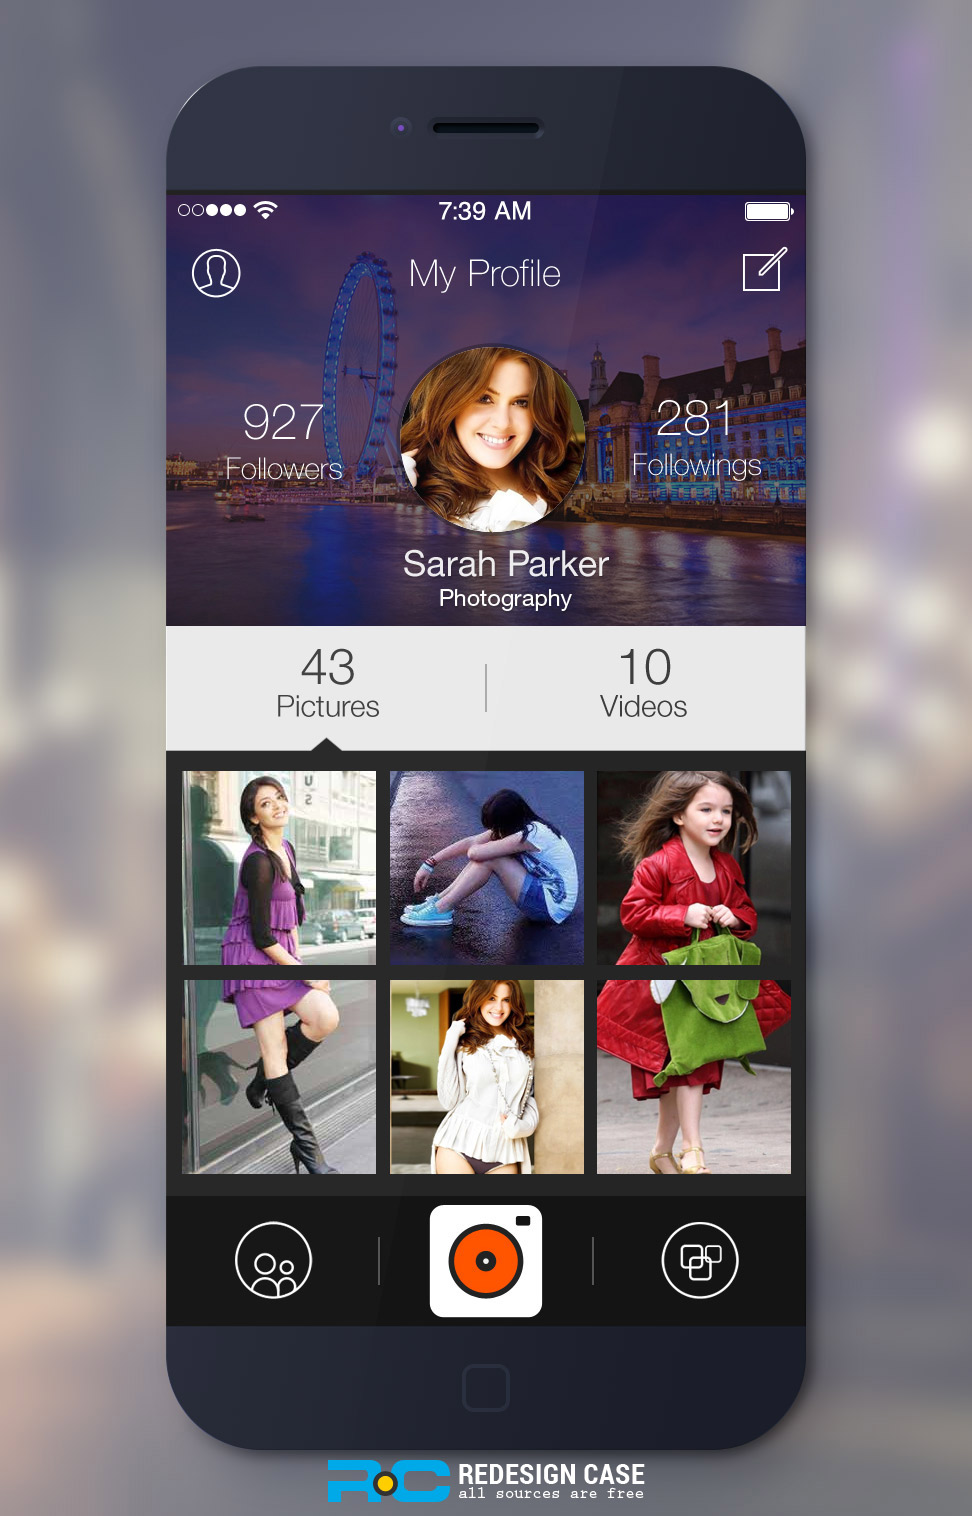 7:39 AM
My Profile
927
Followers
281
Followings
Sarah Parker
Photography
43
Pictures
10
Videos
RC
REDESIGN CASE
all sources are free